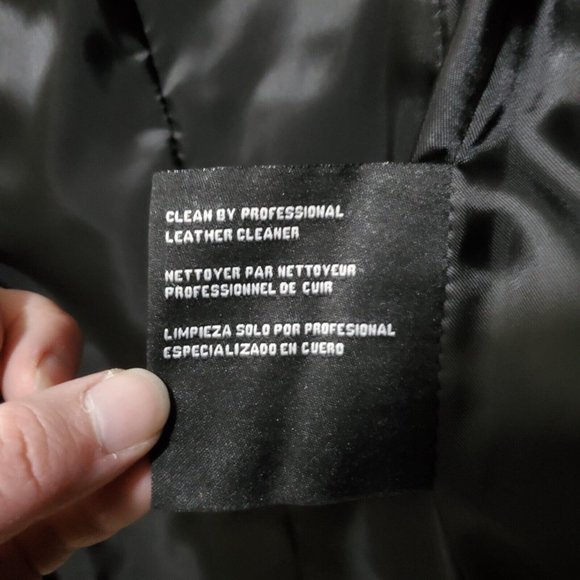 CLEAN BY PROFESSIONAL
LEATHER CLEANER
NETTOYER PAR NETTOYEUR
PROFESSIONNEL DE CUIR
LIMPIEZA SOLO POR PROFESIONAL
ESPECIALIZADO EN CUERO